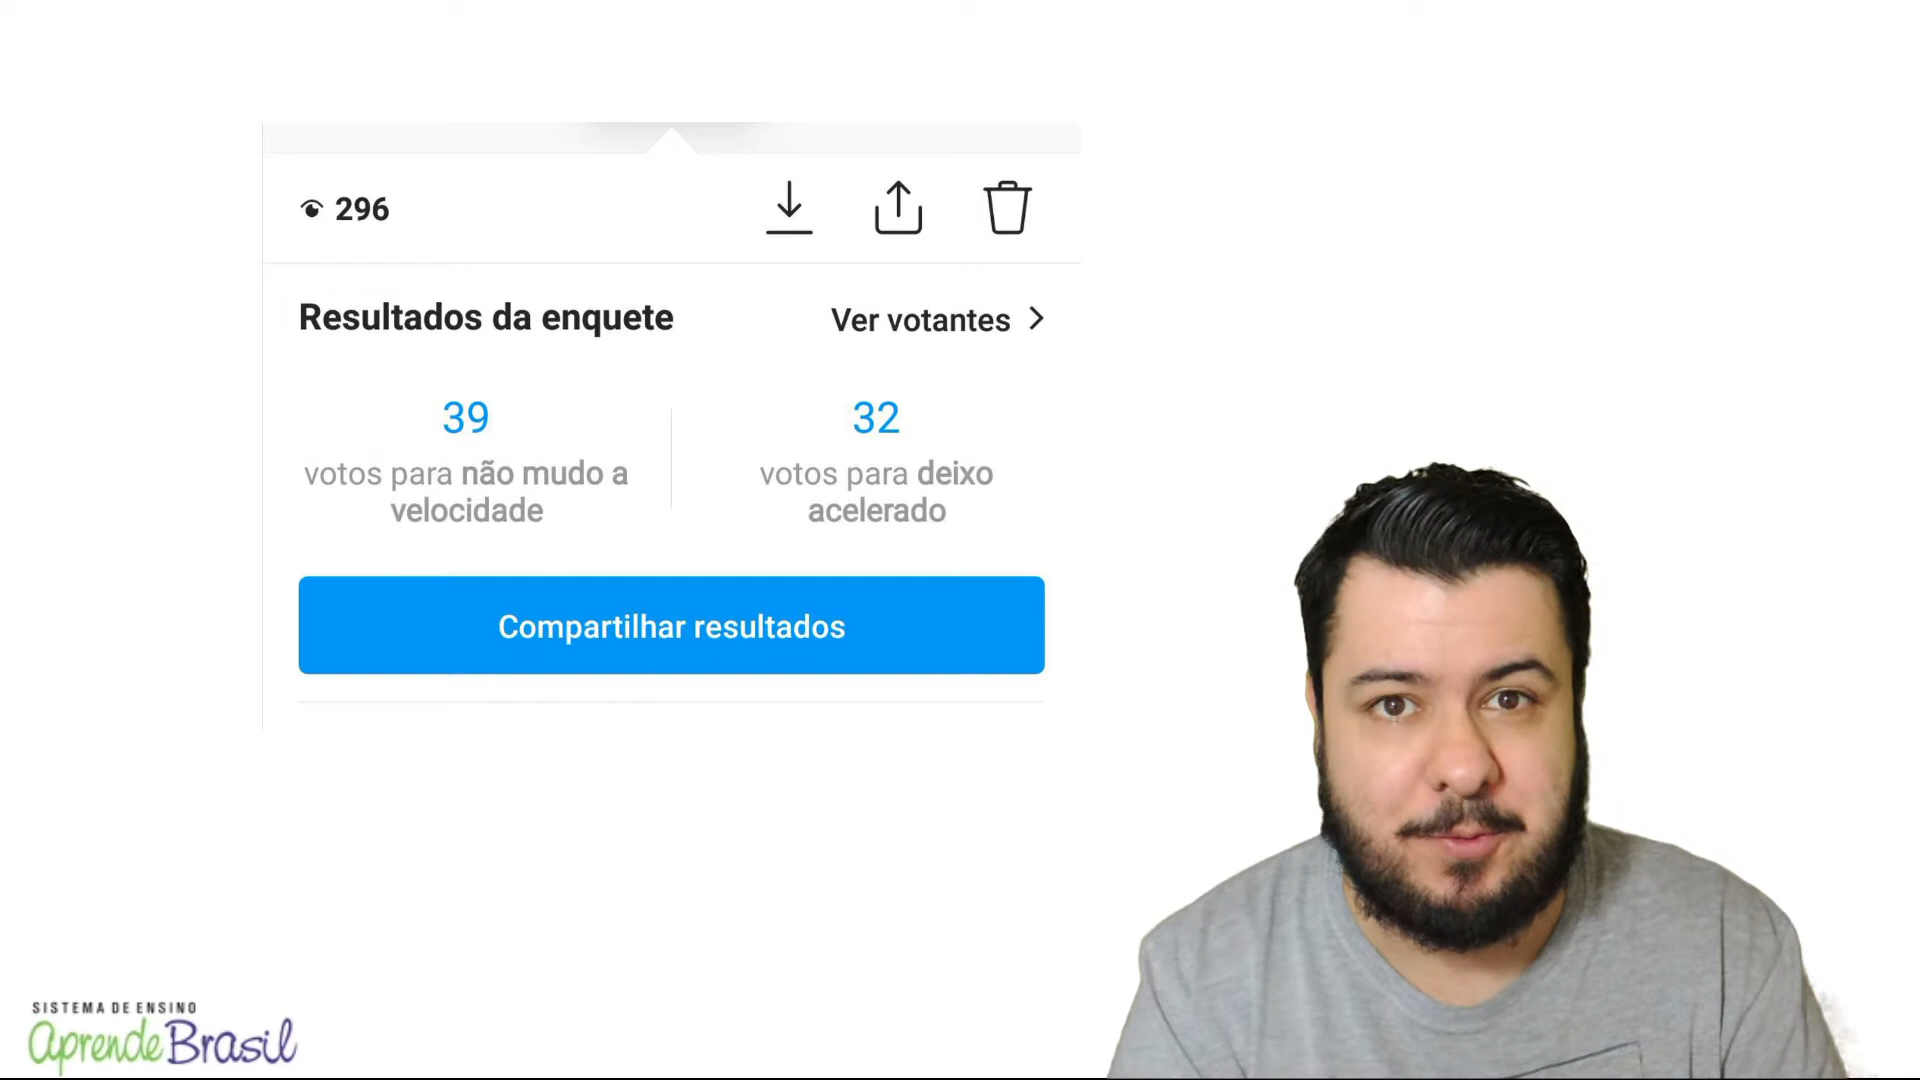 296
Resultados da enquete
Ver votantes
39
votos para não mudo a
velocidade
32
votos para deixo
acelerado
Compartilhar resultados
SISTEMA DE ENSINO
aprendeBrasil